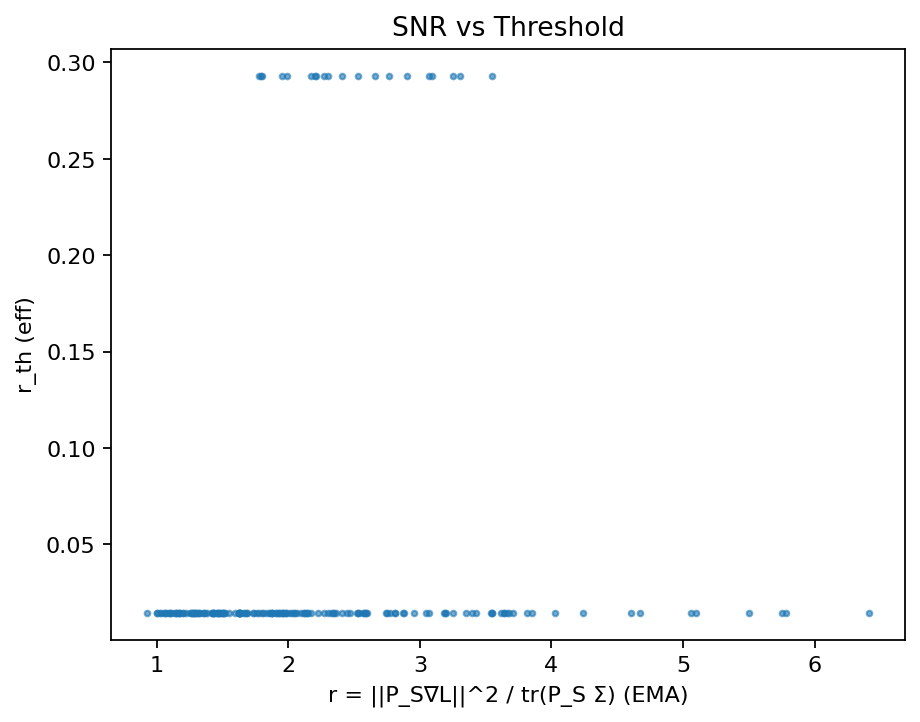 SNR vs Threshold
0.30
0.25
0.20
0.15
0.10
0.05
r_th (eff)
1 2 3 4 5 6
r = ||P_S∇L||^2 / tr(P_S Σ) (EMA)